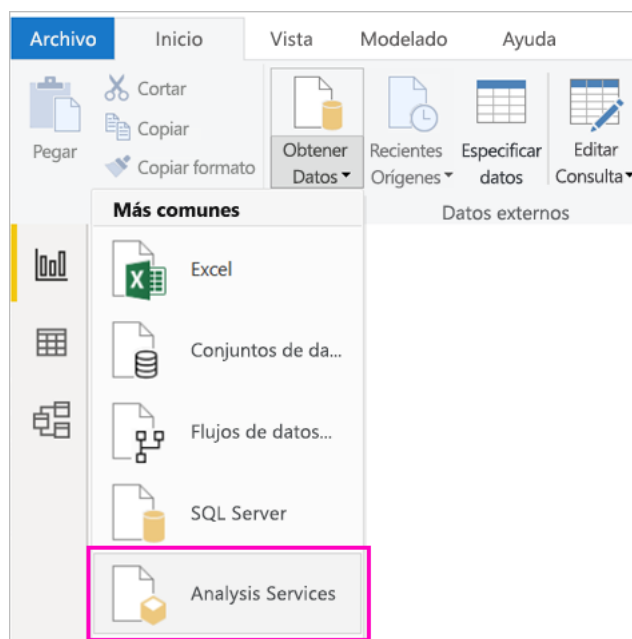 Archivo Inicio Vista Modelado Ayuda
Pegar
Cortar
Copiar
Copiar formato
Obtener
Datos
Recientes
Orígenes
Especificar
datos
Editar
Consulta
Datos externos
Más comunes
Excel
Conjuntos de da...
Flujos de datos...
SQL Server
Analysis Services